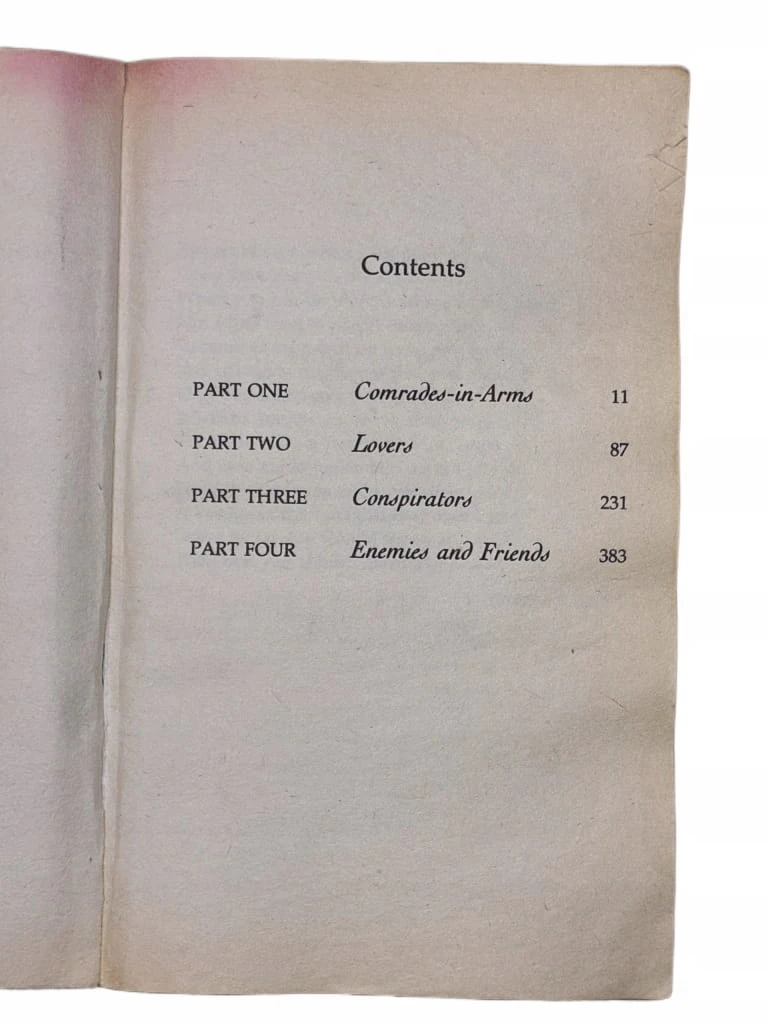 Contents
PART ONE Comrades-in-Arms 11
PART TWO Lovers 87
PART THREE Conspirators 231
PART FOUR Enemies and Friends 383